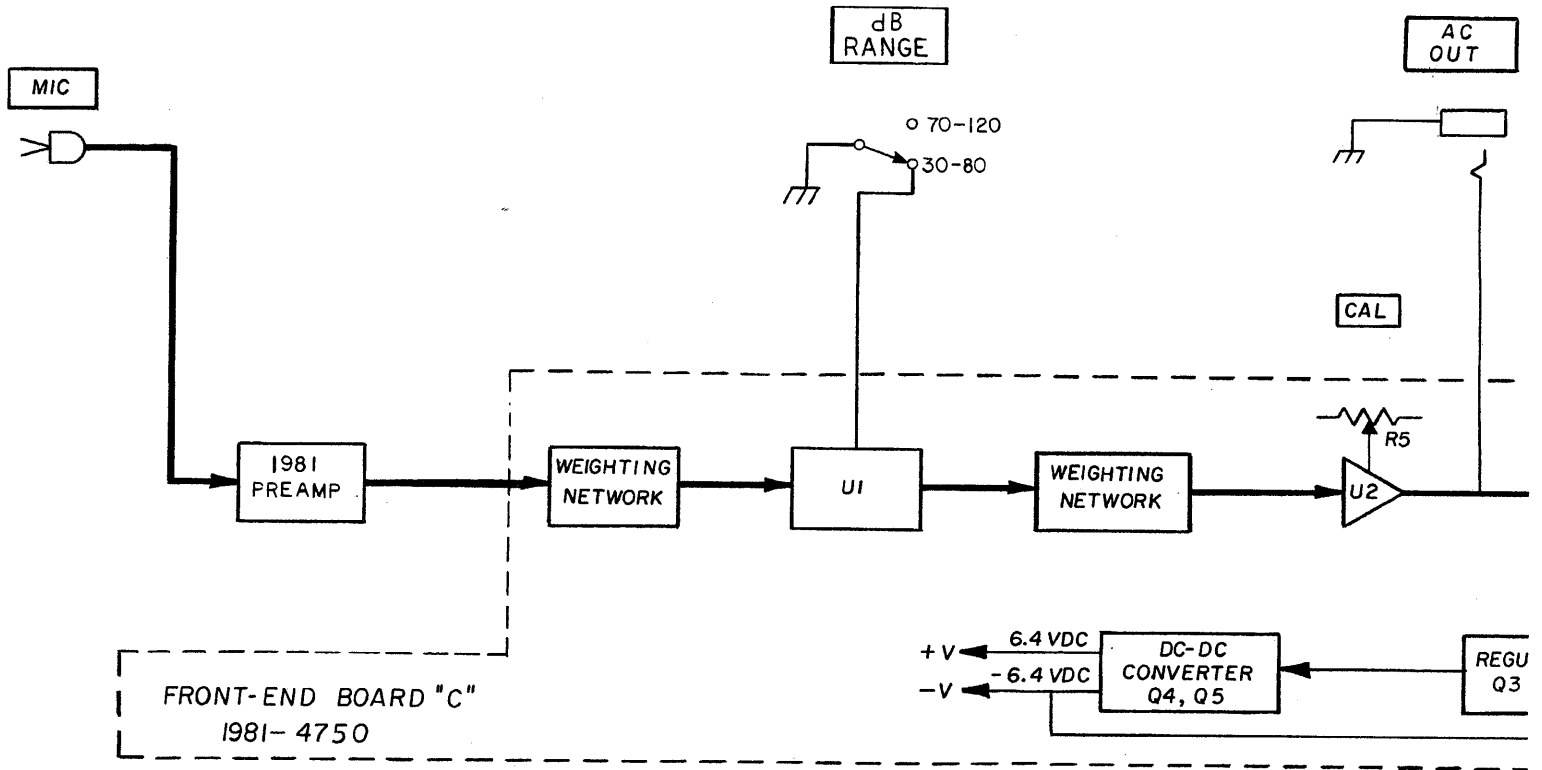 dB
RANGE
AC
OUT
MIC
70-120
30-80
CAL
R5
1981
PREAMP
WEIGHTING
NETWORK
U1
WEIGHTING
NETWORK
U2
+V
6.4 VDC
-6.4 VDC
-V
DC-DC
CONVERTER
Q4, Q5
REGU
Q3
FRONT-END BOARD "C"
1981-4750